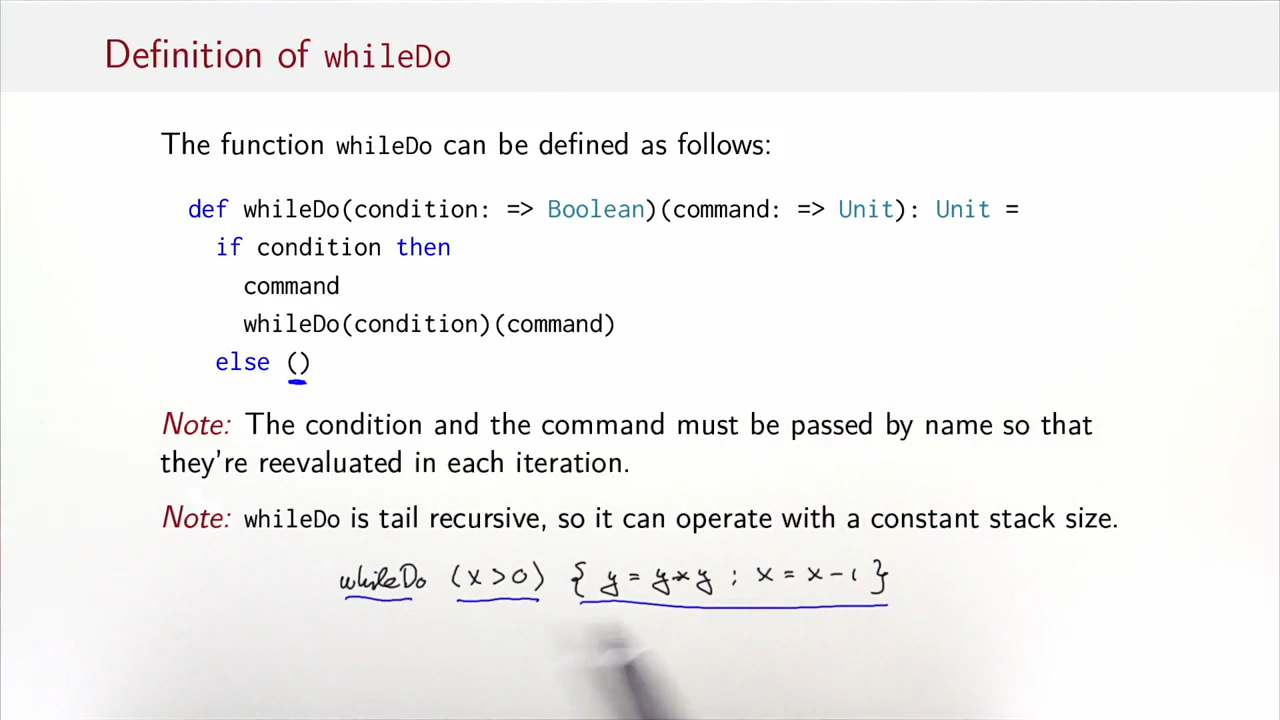 Definition of whileDo
The function whileDo can be defined as follows:
def whileDo(condition: => Boolean)(command: => Unit): Unit =
if condition then
command
whileDo(condition)(command)
else ()
Note: The condition and the command must be passed by name so that
they're reevaluated in each iteration.
Note: whileDo is tail recursive, so it can operate with a constant stack size.
whileDo (x>0) { y = y*y ; x = x-1 }